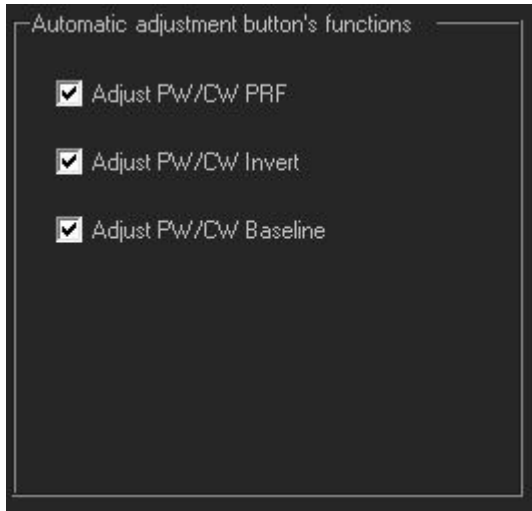 Automatic adjustment button's functions
Adjust PW/CW PRF
Adjust PW/CW Invert
Adjust PW/CW Baseline